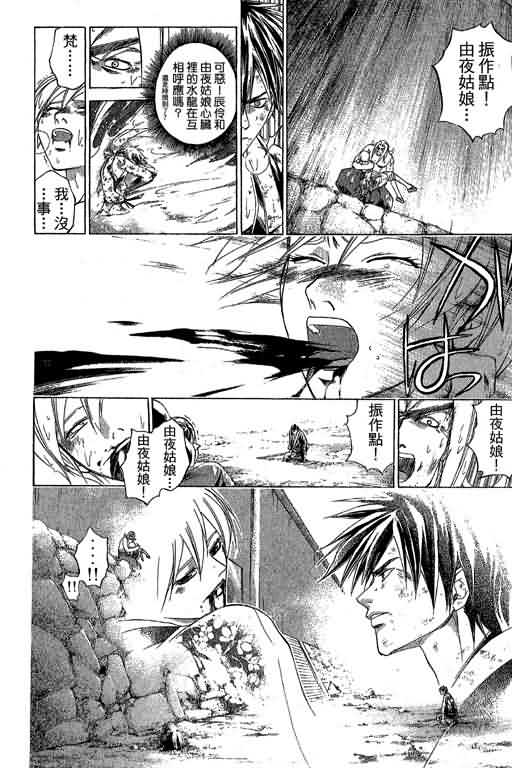 振作點！
由夜姑娘…
可惡！辰伶和
由夜姑娘心臟
裡的水龍在互
相呼應嗎？
梵……
我…沒
事…
由夜姑娘！
振作點！
由夜姑娘！
由夜姑娘！
……!!
!!